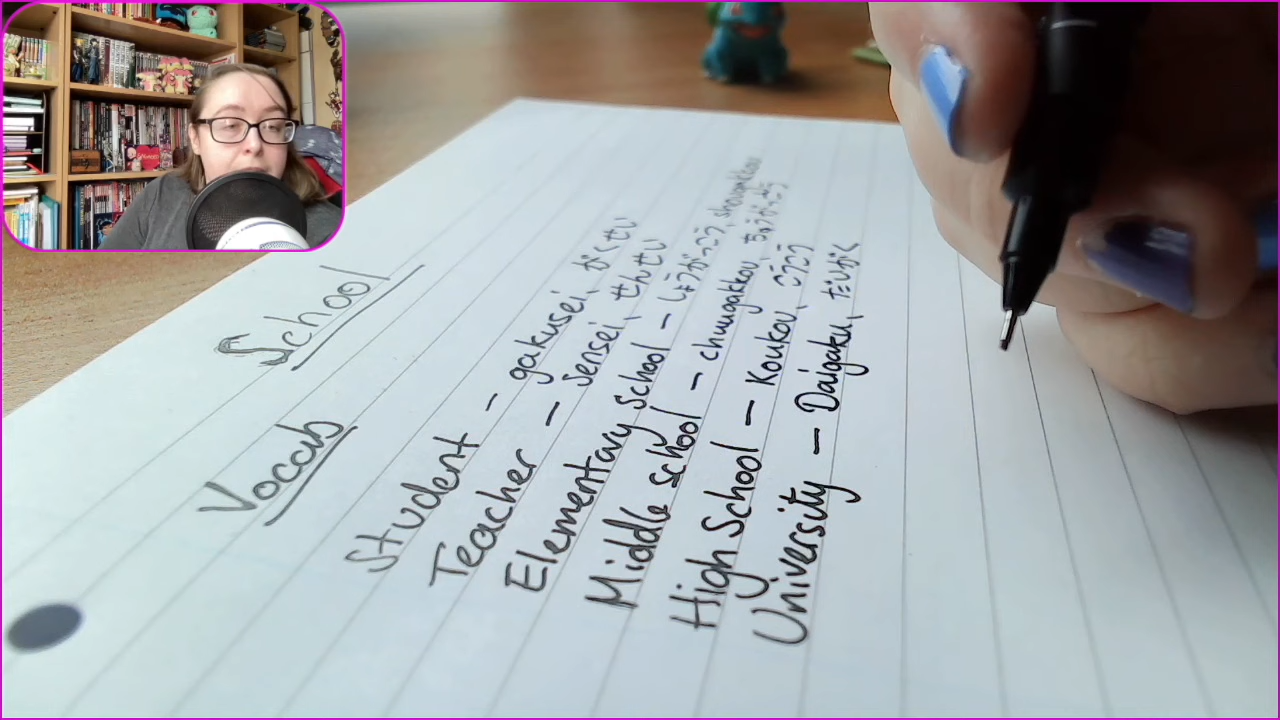 School
Vocab
Student - gakusei, がくせい
Teacher - Sensei, せんせい
Elementary School - しょうがっこう, shougakkou
Middle school - chuugakkou, ちゅうがっこう
High School - Koukou, こうこう
University - Daigaku, だいがく